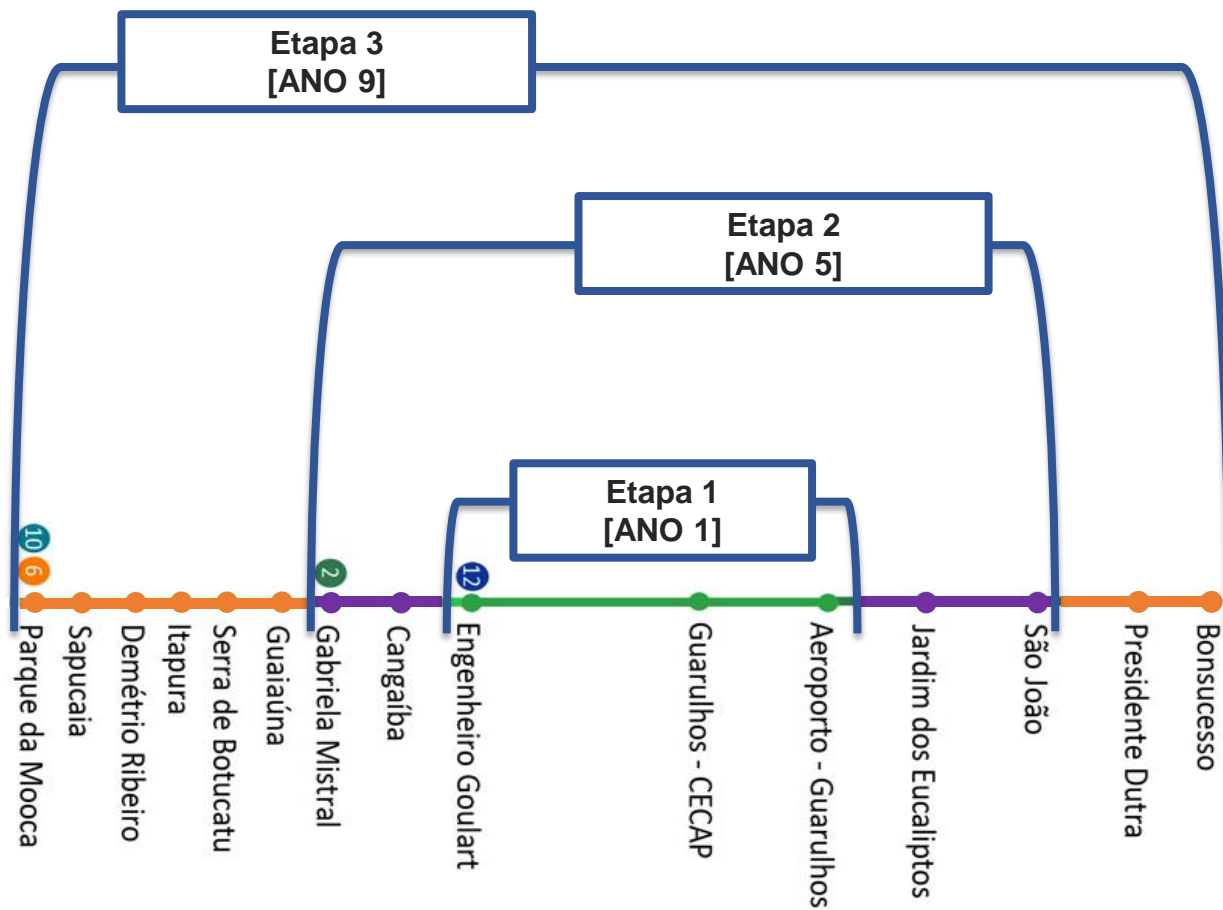 Etapa 3
[ANO 9]
Etapa 2
[ANO 5]
Etapa 1
[ANO 1]
10
6
2
12
Parque da Mooca
Sapucaia
Demétrio Ribeiro
Itapura
Serra de Botucatu
Guaiaúna
Gabriela Mistral
Cangaíba
Engenheiro Goulart
Guarulhos - CECAP
Aeroporto - Guarulhos
Jardim dos Eucaliptos
São João
Presidente Dutra
Bonsucesso